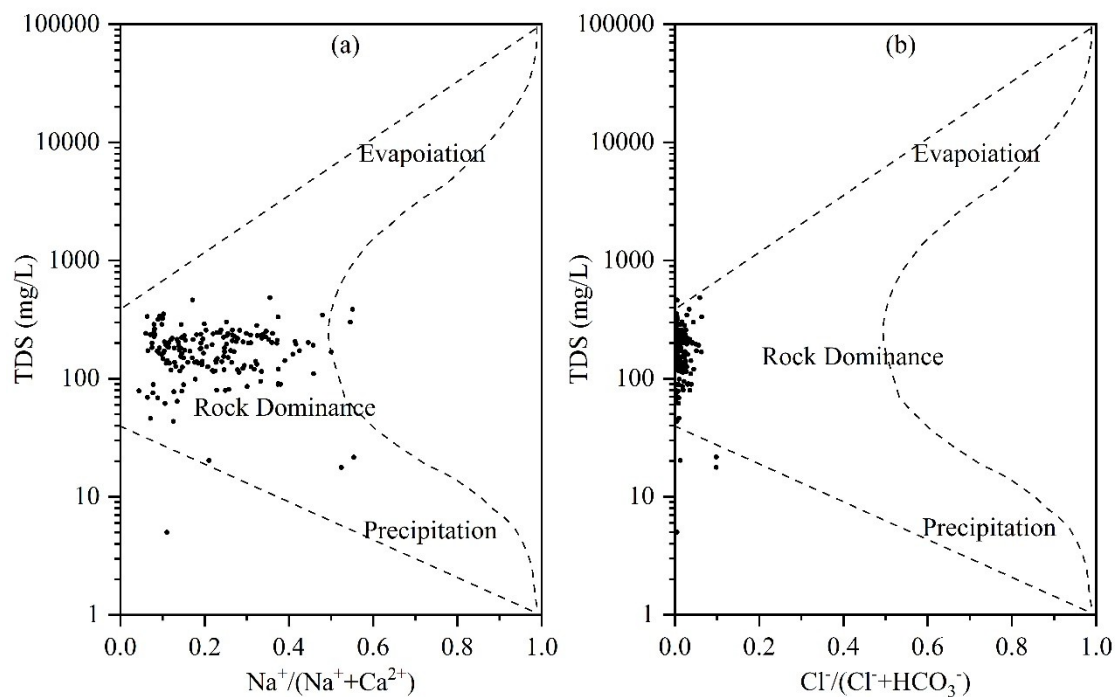 (a)
100000
10000
1000
100
10
1
TDS (mg/L)
Evapoiation
Rock Dominance
Precipitation
0.0 0.2 0.4 0.6 0.8 1.0
Na⁺/(Na⁺+Ca²⁺)
(b)
100000
10000
1000
100
10
1
TDS (mg/L)
Evapoiation
Rock Dominance
Precipitation
0.0 0.2 0.4 0.6 0.8 1.0
Cl⁻/(Cl⁻+HCO₃⁻)